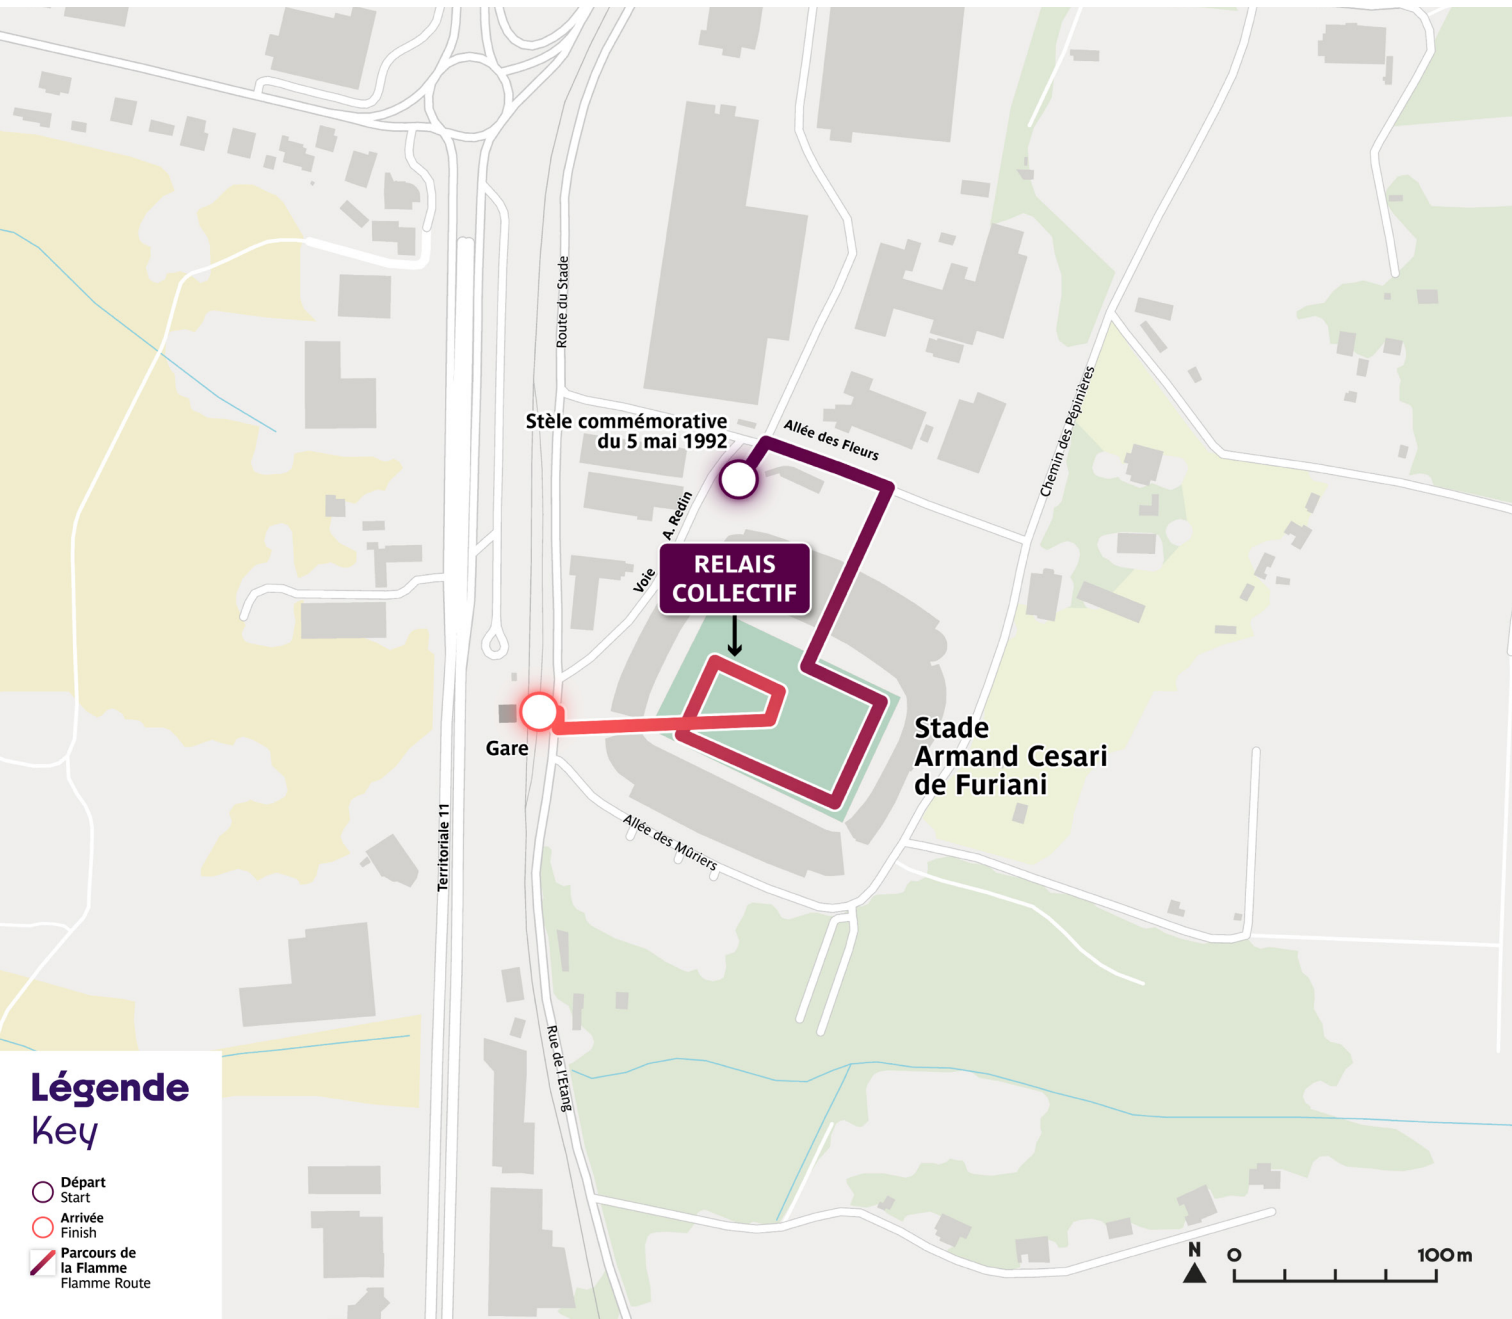 Route du Stade
Stèle commémorative
du 5 mai 1992
Allée des Fleurs
Chemin des Pépinières
Voie A. Redin
RELAIS
COLLECTIF
Stade
Armand Cesari
de Furiani
Gare
Territoriale 11
Allée des Mûriers
Rue de l'Etang
Légende
Key
Départ
Start
Arrivée
Finish
Parcours de
la Flamme
Flamme Route
N
0 100m